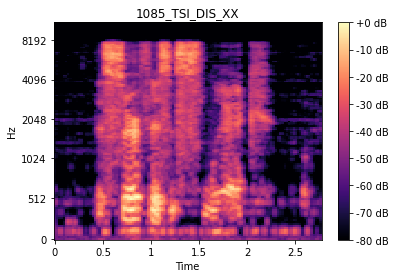 1085_TSI_DIS_XX
+0 dB
8192
-10 dB
4096
-20 dB
-30 dB
2048
Hz
-40 dB
1024
-50 dB
512
-60 dB
-70 dB
0
-80 dB
0 0.5 1 1.5 2 2.5
Time